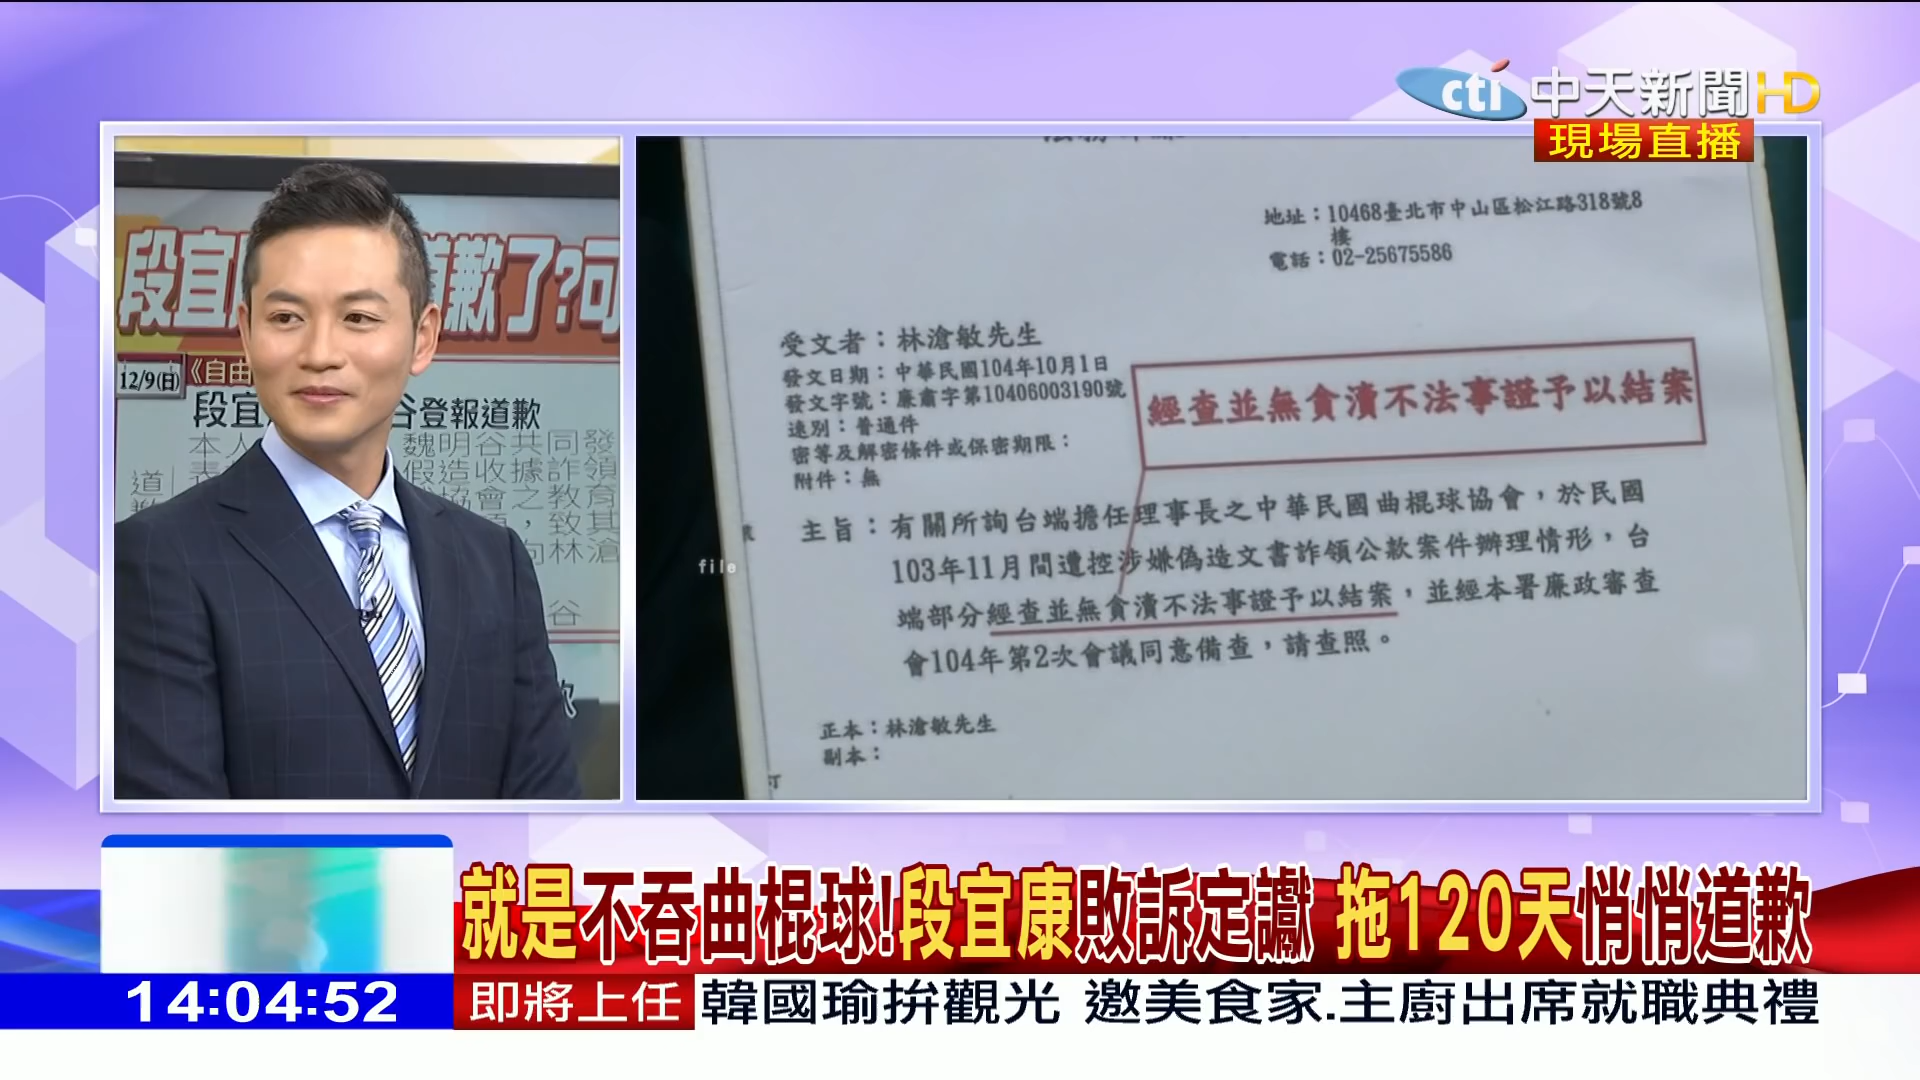 cti 中天新聞HD
現場直播
12/9(日)
《自由
登報道歉
魏明谷共同發
假造收據詐領
協會之教育
，致其
向林滄
谷
道歉了?可
地址：10468臺北市中山區松江路318號8
樓
電話：02-25675586
受文者：林滄敏先生
發文日期：中華民國104年10月1日
發文字號：廉肅字第10406003190號
速別：普通件
密等及解密條件或保密期限：
附件：無
經查並無貪瀆不法事證予以結案
主旨：有關所詢台端擔任理事長之中華民國曲棍球協會，於民國
103年11月間遭控涉嫌偽造文書詐領公款案件辦理情形，台
端部分經查並無貪瀆不法事證予以結案，並經本署廉政審查
會104年第2次會議同意備查，請查照。
正本：林滄敏先生
副本：
訂
file
就是不吞曲棍球!段宜康敗訴定讞 拖120天悄悄道歉
14:04:52
即將上任 韓國瑜拚觀光 邀美食家.主廚出席就職典禮